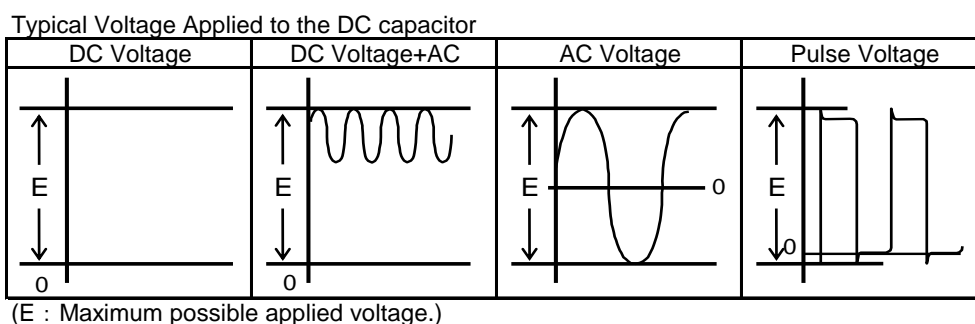 Typical Voltage Applied to the DC capacitor
DC Voltage DC Voltage+AC AC Voltage Pulse Voltage
E E E E
0
0
0 0
(E：Maximum possible applied voltage.)